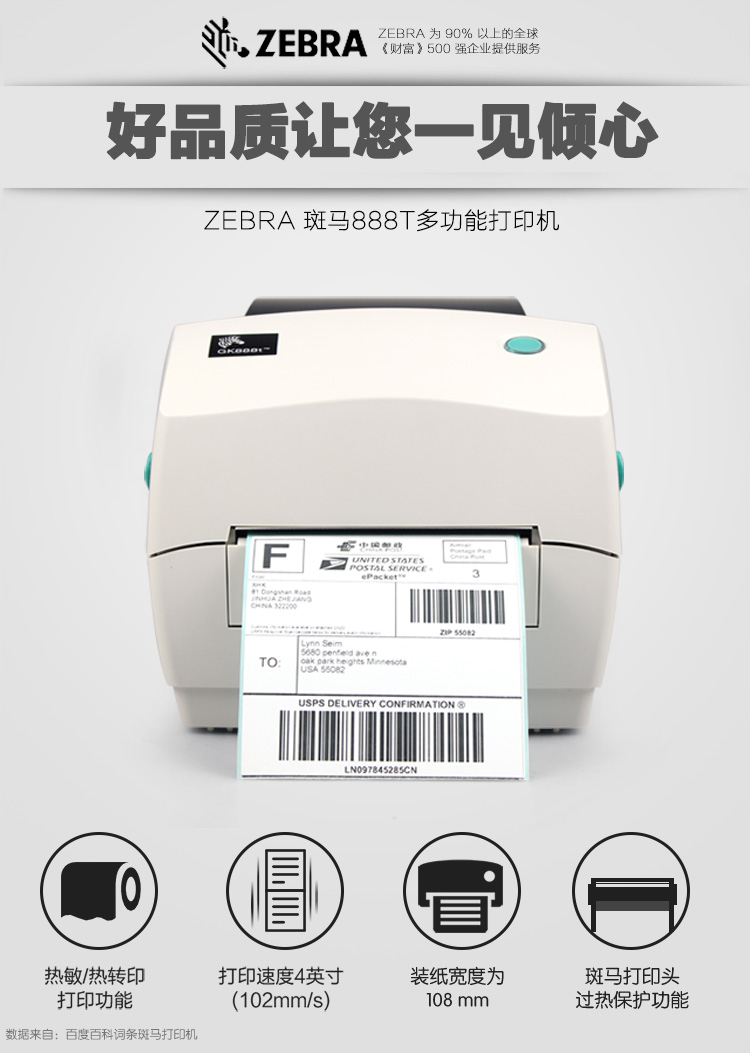 ZEBRA
ZEBRA 为 90% 以上的全球
《财富》500 强企业提供服务
好品质让您一见倾心
ZEBRA 斑马888T多功能打印机
GK888t™
F
中国邮政
CHINA POST
UNITED STATES
POSTAL SERVICE®
ePacket™
Airmail
Postage Paid
China Post
3
From:
XHK
81 Dongshan Road
JINHUA ZHEJIANG
CHINA 322200
ZIP 55082
TO:
Lynn Seim
5680 penfield ave n
oak park heights Minnesota
USA 55082
USPS DELIVERY CONFIRMATION ®
LN097845285CN
热敏/热转印
打印功能
打印速度4英寸
(102mm/s)
装纸宽度为
108 mm
斑马打印头
过热保护功能
数据来自：百度百科词条斑马打印机